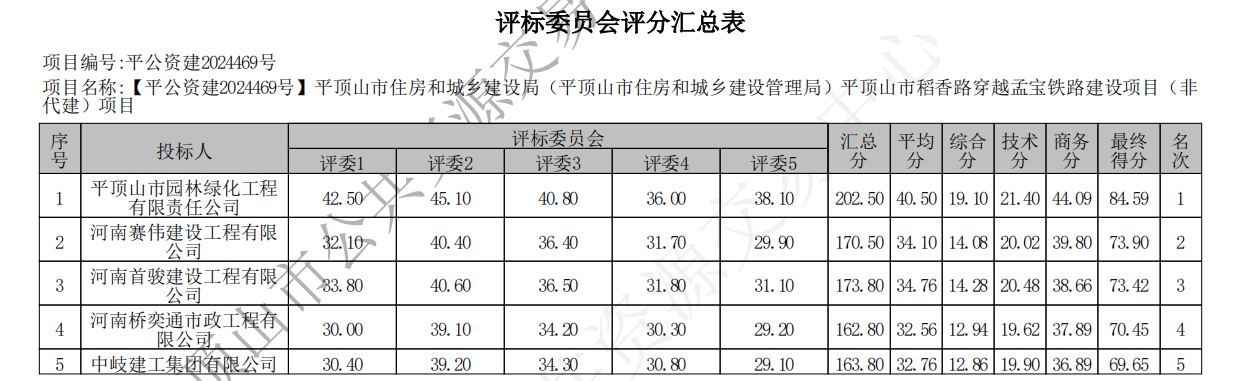 评标委员会评分汇总表
项目编号:平公资建2024469号
项目名称:【平公资建2024469号】平顶山市住房和城乡建设局（平顶山市住房和城乡建设管理局）平顶山市稻香路穿越孟宝铁路建设项目（非
代建）项目
序号 投标人 评标委员会 汇总分 平均分 综合分 技术分 商务分 最终得分 名次
评委1 评委2 评委3 评委4 评委5
1 平顶山市园林绿化工程有限责任公司 42.50 45.10 40.80 36.00 38.10 202.50 40.50 19.10 21.40 44.09 84.59 1
2 河南赛伟建设工程有限公司 32.10 40.40 36.40 31.70 29.90 170.50 34.10 14.08 20.02 39.80 73.90 2
3 河南首骏建设工程有限公司 33.80 40.60 36.50 31.80 31.10 173.80 34.76 14.28 20.48 38.66 73.42 3
4 河南桥奕通市政工程有限公司 30.00 39.10 34.20 30.30 29.20 162.80 32.56 12.94 19.62 37.89 70.45 4
5 中岐建工集团有限公司 30.40 39.20 34.30 30.80 29.10 163.80 32.76 12.86 19.90 36.89 69.65 5
顶山市公共资源交易
资源交易中心